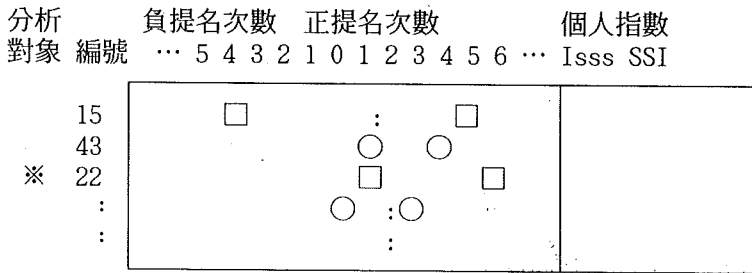 分析 負提名次數 正提名次數 個人指數
對象 編號 … 5 4 3 2 1 0 1 2 3 4 5 6 … Isss SSI
15 □ : □
43 ○ ○
※ 22 □ □
: ○ : ○
: :